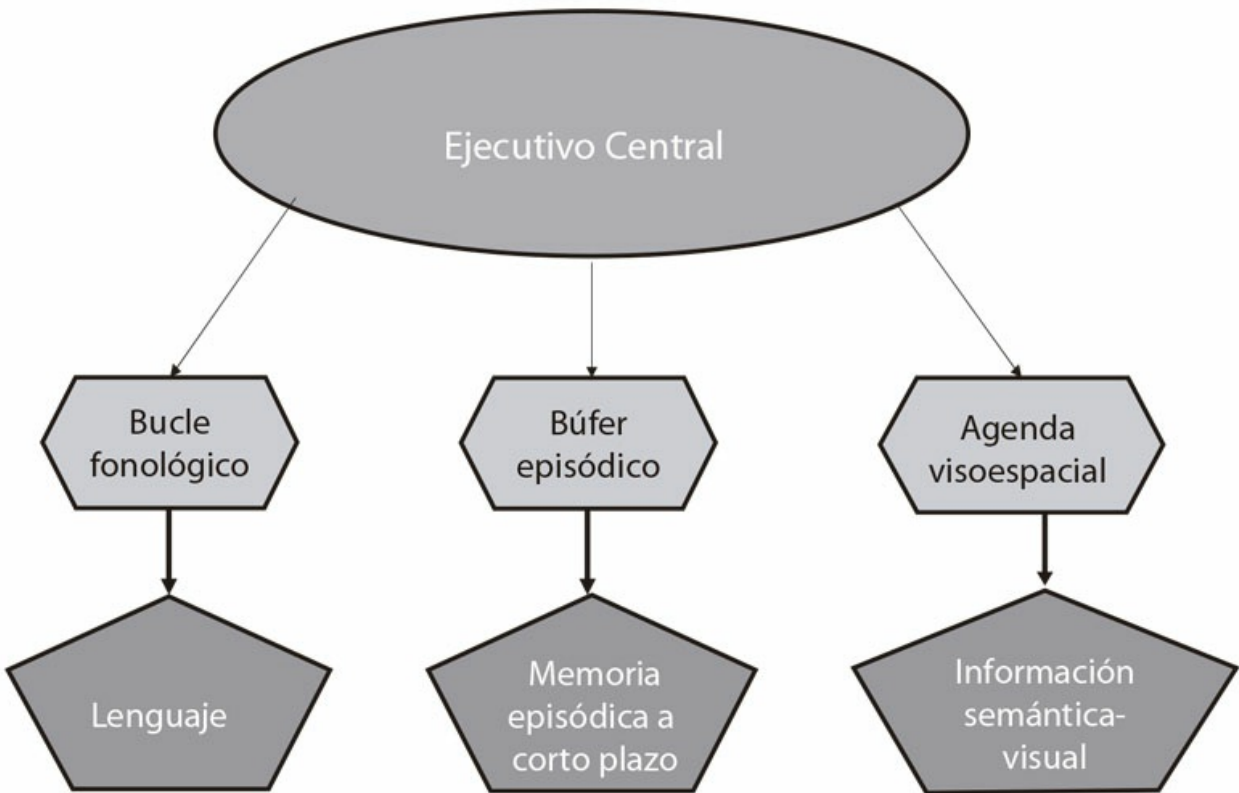 Ejecutivo Central
Bucle
fonológico
Búfer
episódico
Agenda
visoespacial
Lenguaje
Memoria
episódica a
corto plazo
Información
semántica-
visual